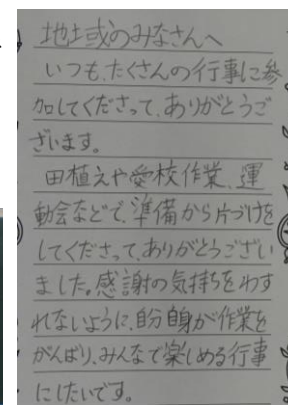 地域のみなさんへ
いつも、たくさんの行事に参
加してくださって、ありがとうご
ざいます。
田植えや愛校作業、運
動会などで、準備から片づけを
してくださって、ありがとうござい
ました。感謝の気持ちをわす
れないように、自分自身が作業を
がんばり、みんなで楽しめる行事
にしたいです。